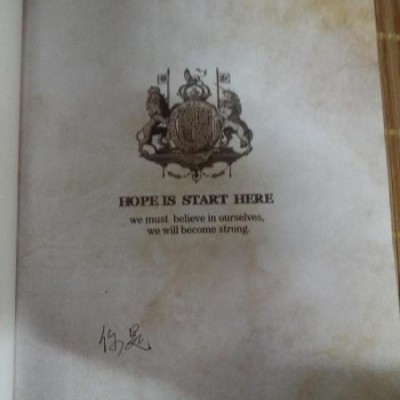 HOPE IS START HERE
we must believe in ourselves,
we will become strong.
你是